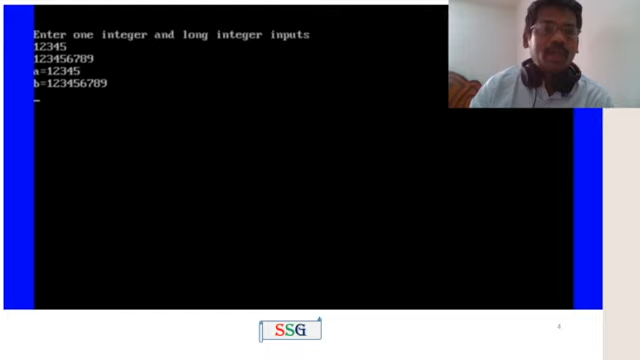 Enter one integer and long integer inputs
12345
123456789
a=12345
b=123456789
_
SSG
4